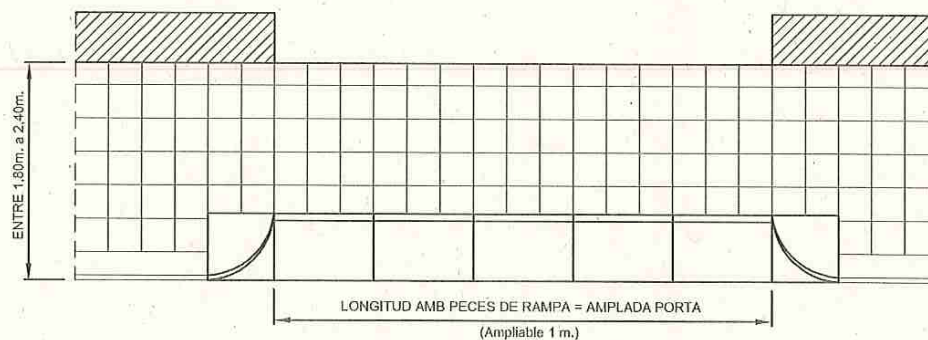 ENTRE 1,80m. a 2,40m.
LONGITUD AMB PECES DE RAMPA = AMPLADA PORTA
(Ampliable 1 m.)